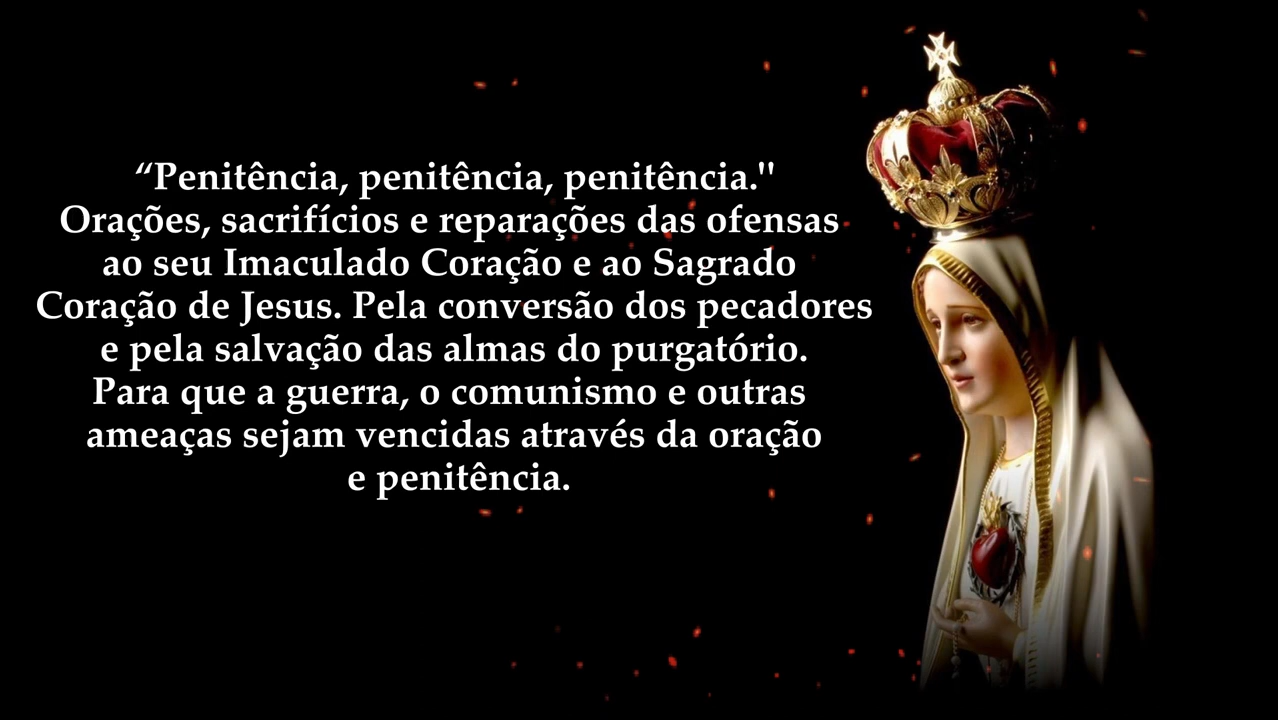 “Penitência, penitência, penitência."
Orações, sacrifícios e reparações das ofensas
ao seu Imaculado Coração e ao Sagrado
Coração de Jesus. Pela conversão dos pecadores
e pela salvação das almas do purgatório.
Para que a guerra, o comunismo e outras
ameaças sejam vencidas através da oração
e penitência.